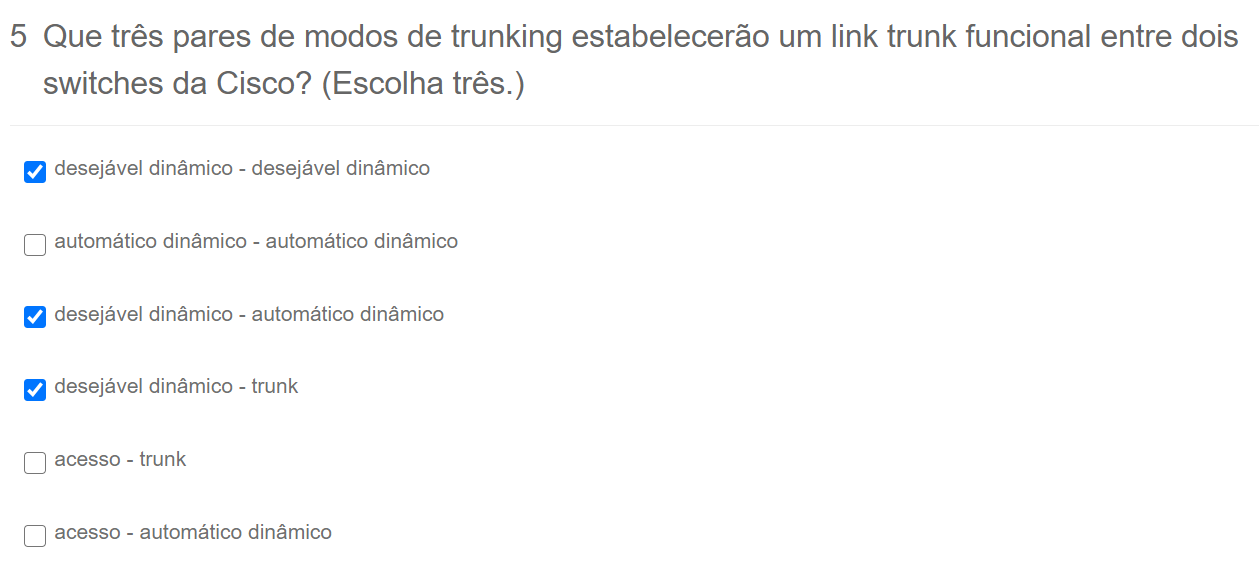 5 Que três pares de modos de trunking estabelecerão um link trunk funcional entre dois
switches da Cisco? (Escolha três.)
desejável dinâmico - desejável dinâmico
automático dinâmico - automático dinâmico
desejável dinâmico - automático dinâmico
desejável dinâmico - trunk
acesso - trunk
acesso - automático dinâmico